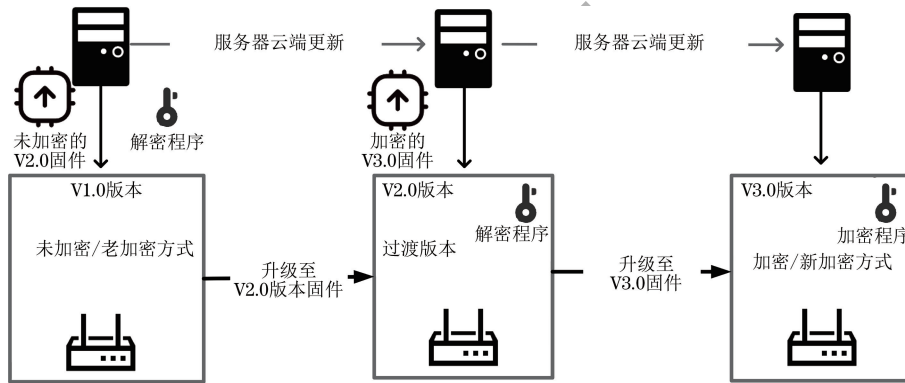 服务器云端更新
服务器云端更新
未加密的
V2.0固件
解密程序
加密的
V3.0固件
V1.0版本
未加密/老加密方式
升级至
V2.0版本固件
V2.0版本
解密程序
过渡版本
升级至
V3.0固件
V3.0版本
加密程序
加密/新加密方式